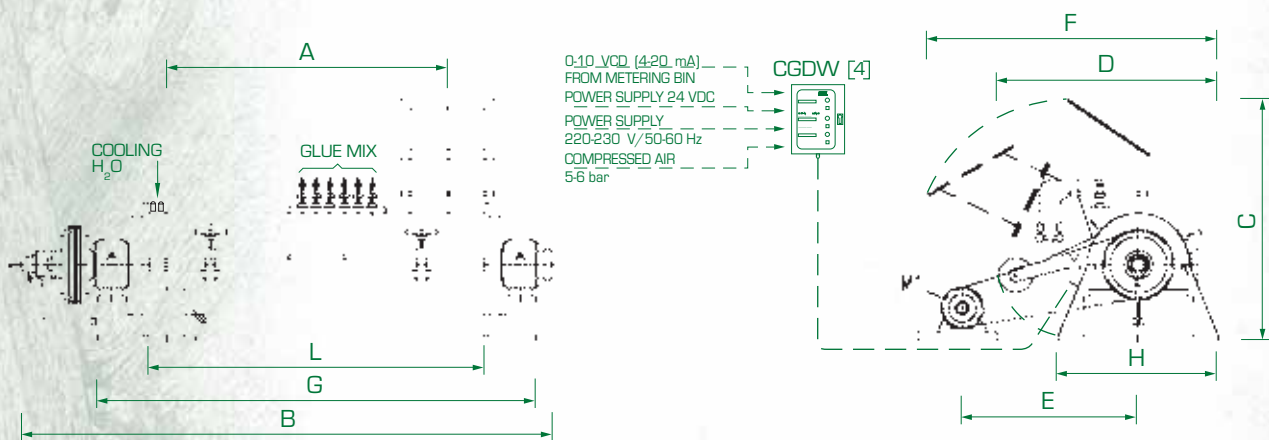 A
COOLING
H2O
GLUE MIX
L
G
B
0-10 VCD (4-20 mA)
FROM METERING BIN
POWER SUPPLY 24 VDC
POWER SUPPLY
220-230 V/50-60 Hz
COMPRESSED AIR
5-6 bar
CGDW [4]
F
D
C
H
E